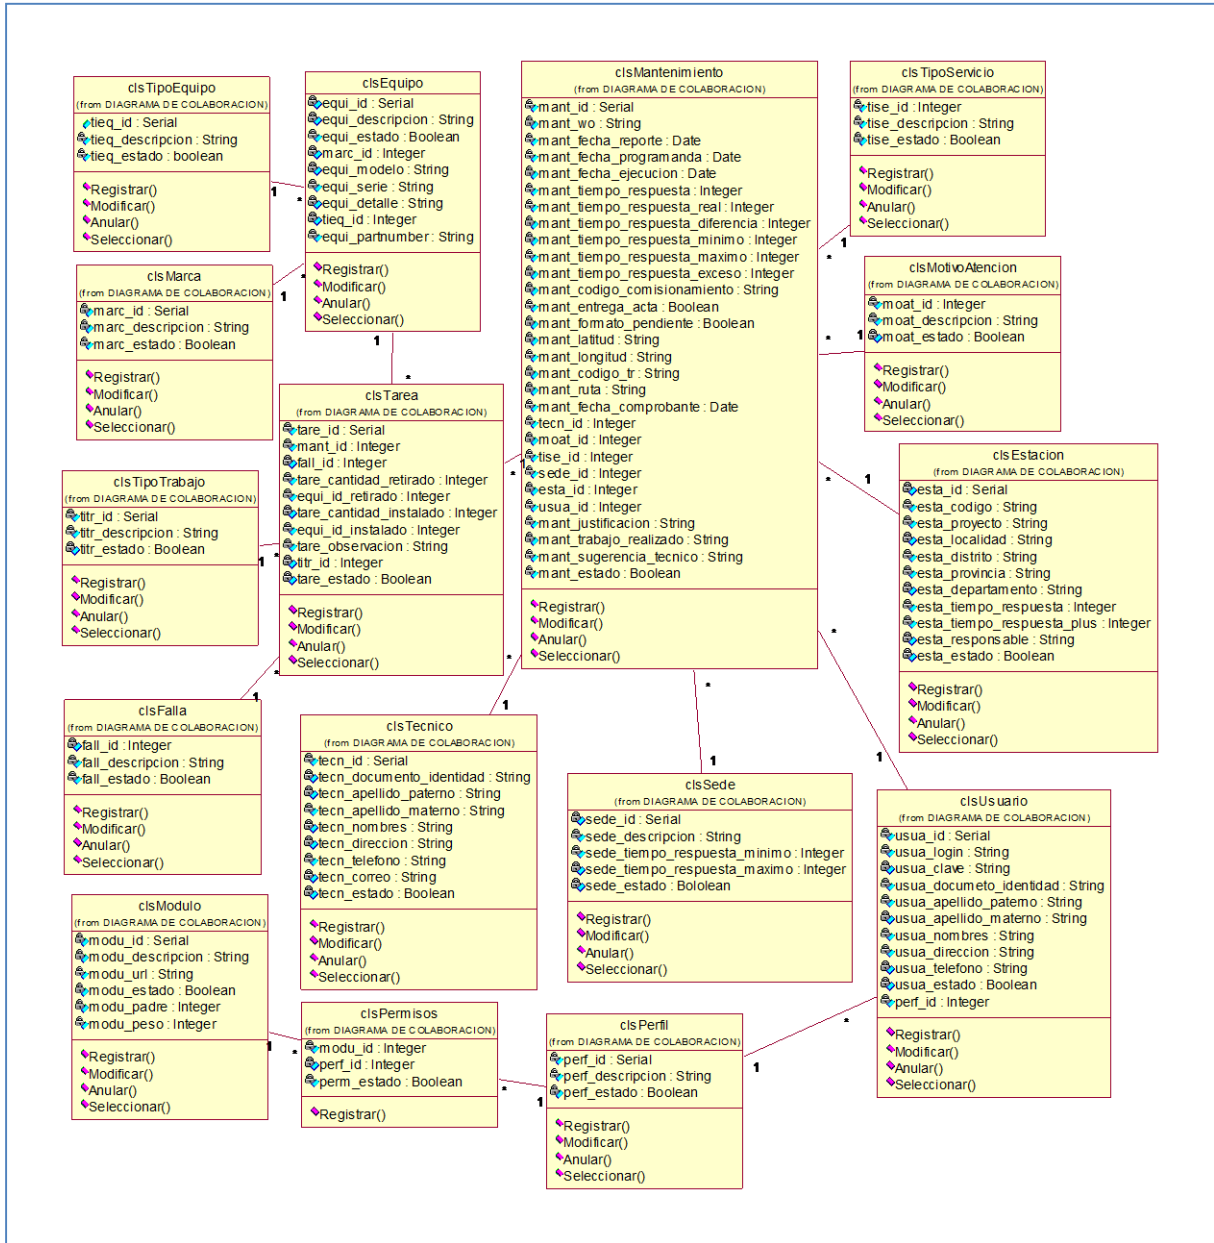 clsTipoEquipo
(from DIAGRAMA DE COLABORACION)
tieq_id : Serial
tieq_descripcion : String
tieq_estado : boolean
Registrar()
Modificar()
Anular()
Seleccionar()
1
*
clsEquipo
(from DIAGRAMA DE COLABORACION)
equi_id : Serial
equi_descripcion : String
equi_estado : Boolean
marc_id : Integer
equi_modelo : String
equi_serie : String
equi_detalle : String
tieq_id : Integer
equi_partnumber : String
Registrar()
Modificar()
Anular()
Seleccionar()
1
*
clsMantenimiento
(from DIAGRAMA DE COLABORACION)
mant_id : Serial
mant_wo : String
mant_fecha_reporte : Date
mant_fecha_programanda : Date
mant_fecha_ejecucion : Date
mant_tiempo_respuesta : Integer
mant_tiempo_respuesta_real : Integer
mant_tiempo_respuesta_diferencia : Integer
mant_tiempo_respuesta_minimo : Integer
mant_tiempo_respuesta_maximo : Integer
mant_tiempo_respuesta_exceso : Integer
mant_codigo_comisionamiento : String
mant_entrega_acta : Boolean
mant_formato_pendiente : Boolean
mant_latitud : String
mant_longitud : String
mant_codigo_tr : String
mant_ruta : String
mant_fecha_comprobante : Date
tecn_id : Integer
moat_id : Integer
tise_id : Integer
sede_id : Integer
esta_id : Integer
usua_id : Integer
mant_justificacion : String
mant_trabajo_realizado : String
mant_sugerencia_tecnico : String
mant_estado : Boolean
Registrar()
Modificar()
Anular()
Seleccionar()
clsTipoServicio
(from DIAGRAMA DE COLABORACION)
tise_id : Integer
tise_descripcion : String
tise_estado : Boolean
Registrar()
Modificar()
Anular()
Seleccionar()
1
*
clsMarca
(from DIAGRAMA DE COLABORACION)
marc_id : Serial
marc_descripcion : String
marc_estado : Boolean
Registrar()
Modificar()
Anular()
Seleccionar()
1
*
clsMotivoAtencion
(from DIAGRAMA DE COLABORACION)
moat_id : Integer
moat_descripcion : String
moat_estado : Boolean
Registrar()
Modificar()
Anular()
Seleccionar()
1
*
clsTarea
(from DIAGRAMA DE COLABORACION)
tare_id : Serial
mant_id : Integer
fall_id : Integer
tare_cantidad_retirado : Integer
equi_id_retirado : Integer
tare_cantidad_instalado : Integer
equi_id_instalado : Integer
tare_observacion : String
titr_id : Integer
tare_estado : Boolean
Registrar()
Modificar()
Anular()
Seleccionar()
1
*
clsTipoTrabajo
(from DIAGRAMA DE COLABORACION)
titr_id : Serial
titr_descripcion : String
titr_estado : Boolean
Registrar()
Modificar()
Anular()
Seleccionar()
1
*
clsEstacion
(from DIAGRAMA DE COLABORACION)
esta_id : Serial
esta_codigo : String
esta_proyecto : String
esta_localidad : String
esta_distrito : String
esta_provincia : String
esta_departamento : String
esta_tiempo_respuesta : Integer
esta_tiempo_respuesta_plus : Integer
esta_responsable : String
esta_estado : Boolean
Registrar()
Modificar()
Anular()
Seleccionar()
1
*
clsFalla
(from DIAGRAMA DE COLABORACION)
fall_id : Integer
fall_descripcion : String
fall_estado : Boolean
Registrar()
Modificar()
Anular()
Seleccionar()
1
*
clsTecnico
(from DIAGRAMA DE COLABORACION)
tecn_id : Serial
tecn_documento_identidad : String
tecn_apellido_paterno : String
tecn_apellido_materno : String
tecn_nombres : String
tecn_direccion : String
tecn_telefono : String
tecn_correo : String
tecn_estado : Boolean
Registrar()
Modificar()
Anular()
Seleccionar()
1
*
clsSede
(from DIAGRAMA DE COLABORACION)
sede_id : Serial
sede_descripcion : String
sede_tiempo_respuesta_minimo : Integer
sede_tiempo_respuesta_maximo : Integer
sede_estado : Bololean
Registrar()
Modificar()
Anular()
Seleccionar()
1
*
clsUsuario
(from DIAGRAMA DE COLABORACION)
usua_id : Serial
usua_login : String
usua_clave : String
usua_documeto_identidad : String
usua_apellido_paterno : String
usua_apellido_materno : String
usua_nombres : String
usua_direccion : String
usua_telefono : String
usua_estado : Boolean
perf_id : Integer
Registrar()
Modificar()
Anular()
Seleccionar()
1
*
clsModulo
(from DIAGRAMA DE COLABORACION)
modu_id : Serial
modu_descripcion : String
modu_url : String
modu_estado : Boolean
modu_padre : Integer
modu_peso : Integer
Registrar()
Modificar()
Anular()
Seleccionar()
1
*
clsPermisos
(from DIAGRAMA DE COLABORACION)
modu_id : Integer
perf_id : Integer
perm_estado : Boolean
Registrar()
*
1
clsPerfil
(from DIAGRAMA DE COLABORACION)
perf_id : Serial
perf_descripcion : String
perf_estado : Boolean
Registrar()
Modificar()
Anular()
Seleccionar()
1
*